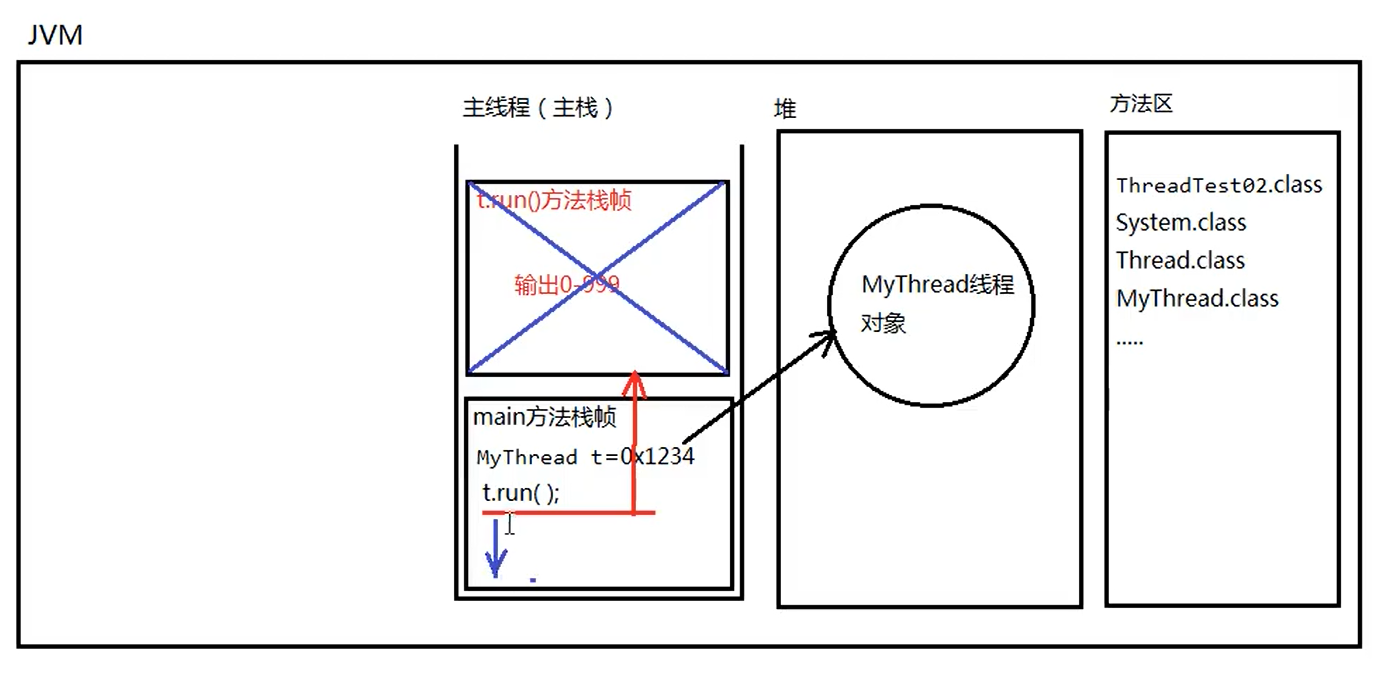 JVM
主线程（主栈）
堆
方法区
t.run()方法栈帧
输出0-999
main方法栈帧
MyThread t=0x1234
t.run( );
MyThread线程
对象
ThreadTest02.class
System.class
Thread.class
MyThread.class
.....